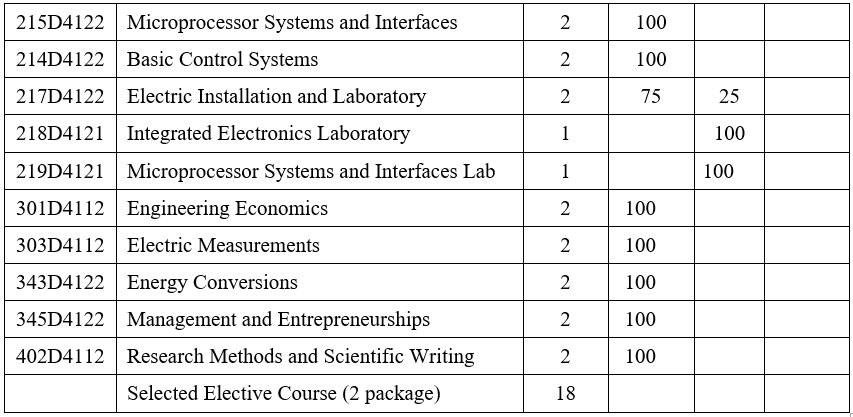 215D4122 Microprocessor Systems and Interfaces 2 100
214D4122 Basic Control Systems 2 100
217D4122 Electric Installation and Laboratory 2 75 25
218D4121 Integrated Electronics Laboratory 1 100
219D4121 Microprocessor Systems and Interfaces Lab 1 100
301D4112 Engineering Economics 2 100
303D4112 Electric Measurements 2 100
343D4122 Energy Conversions 2 100
345D4122 Management and Entrepreneurships 2 100
402D4112 Research Methods and Scientific Writing 2 100
Selected Elective Course (2 package) 18